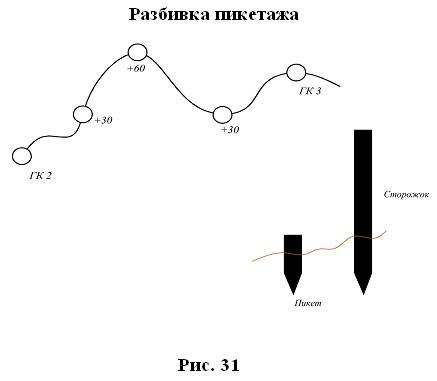 Разбивка пикетажа
+60
ГК 3
+30
+30
ГК 2
Сторожок
Пикет
Рис. 31